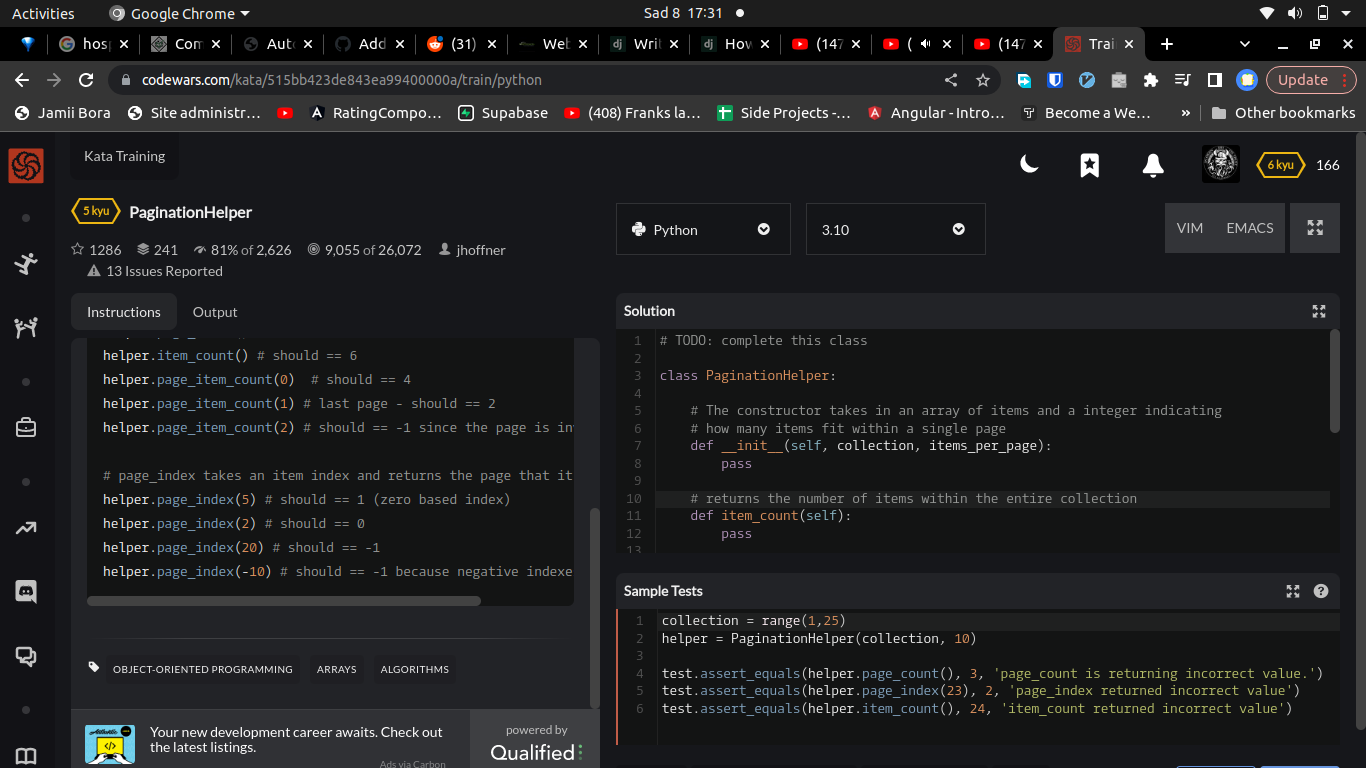 Activities Google Chrome Sad 8 17:31
hosp Com Auto Add (31) Web Writ How (147 ( (147 Trai
codewars.com/kata/515bb423de843ea99400000a/train/python Update
Jamii Bora Site administr… RatingCompo… Supabase (408) Franks la… Side Projects -… Angular - Intro… Become a We… » Other bookmarks
Kata Training
6 kyu 166
5 kyu PaginationHelper
1286 241 81% of 2,626 9,055 of 26,072 jhoffner
13 Issues Reported
Python 3.10 VIM EMACS
Instructions Output
helper.item_count() # should == 6
helper.page_item_count(0)  # should == 4
helper.page_item_count(1) # last page - should == 2
helper.page_item_count(2) # should == -1 since the page is in
# page_index takes an item index and returns the page that it
helper.page_index(5) # should == 1 (zero based index)
helper.page_index(2) # should == 0
helper.page_index(20) # should == -1
helper.page_index(-10) # should == -1 because negative indexe
OBJECT-ORIENTED PROGRAMMING ARRAYS ALGORITHMS
Your new development career awaits. Check out
the latest listings.
Ads via Carbon
powered by
Qualified
Solution
1 # TODO: complete this class
2
3 class PaginationHelper:
4
5 # The constructor takes in an array of items and a integer indicating
6 # how many items fit within a single page
7 def __init__(self, collection, items_per_page):
8 pass
9
10 # returns the number of items within the entire collection
11 def item_count(self):
12 pass
13
Sample Tests
1 collection = range(1,25)
2 helper = PaginationHelper(collection, 10)
3
4 test.assert_equals(helper.page_count(), 3, 'page_count is returning incorrect value.')
5 test.assert_equals(helper.page_index(23), 2, 'page_index returned incorrect value')
6 test.assert_equals(helper.item_count(), 24, 'item_count returned incorrect value')